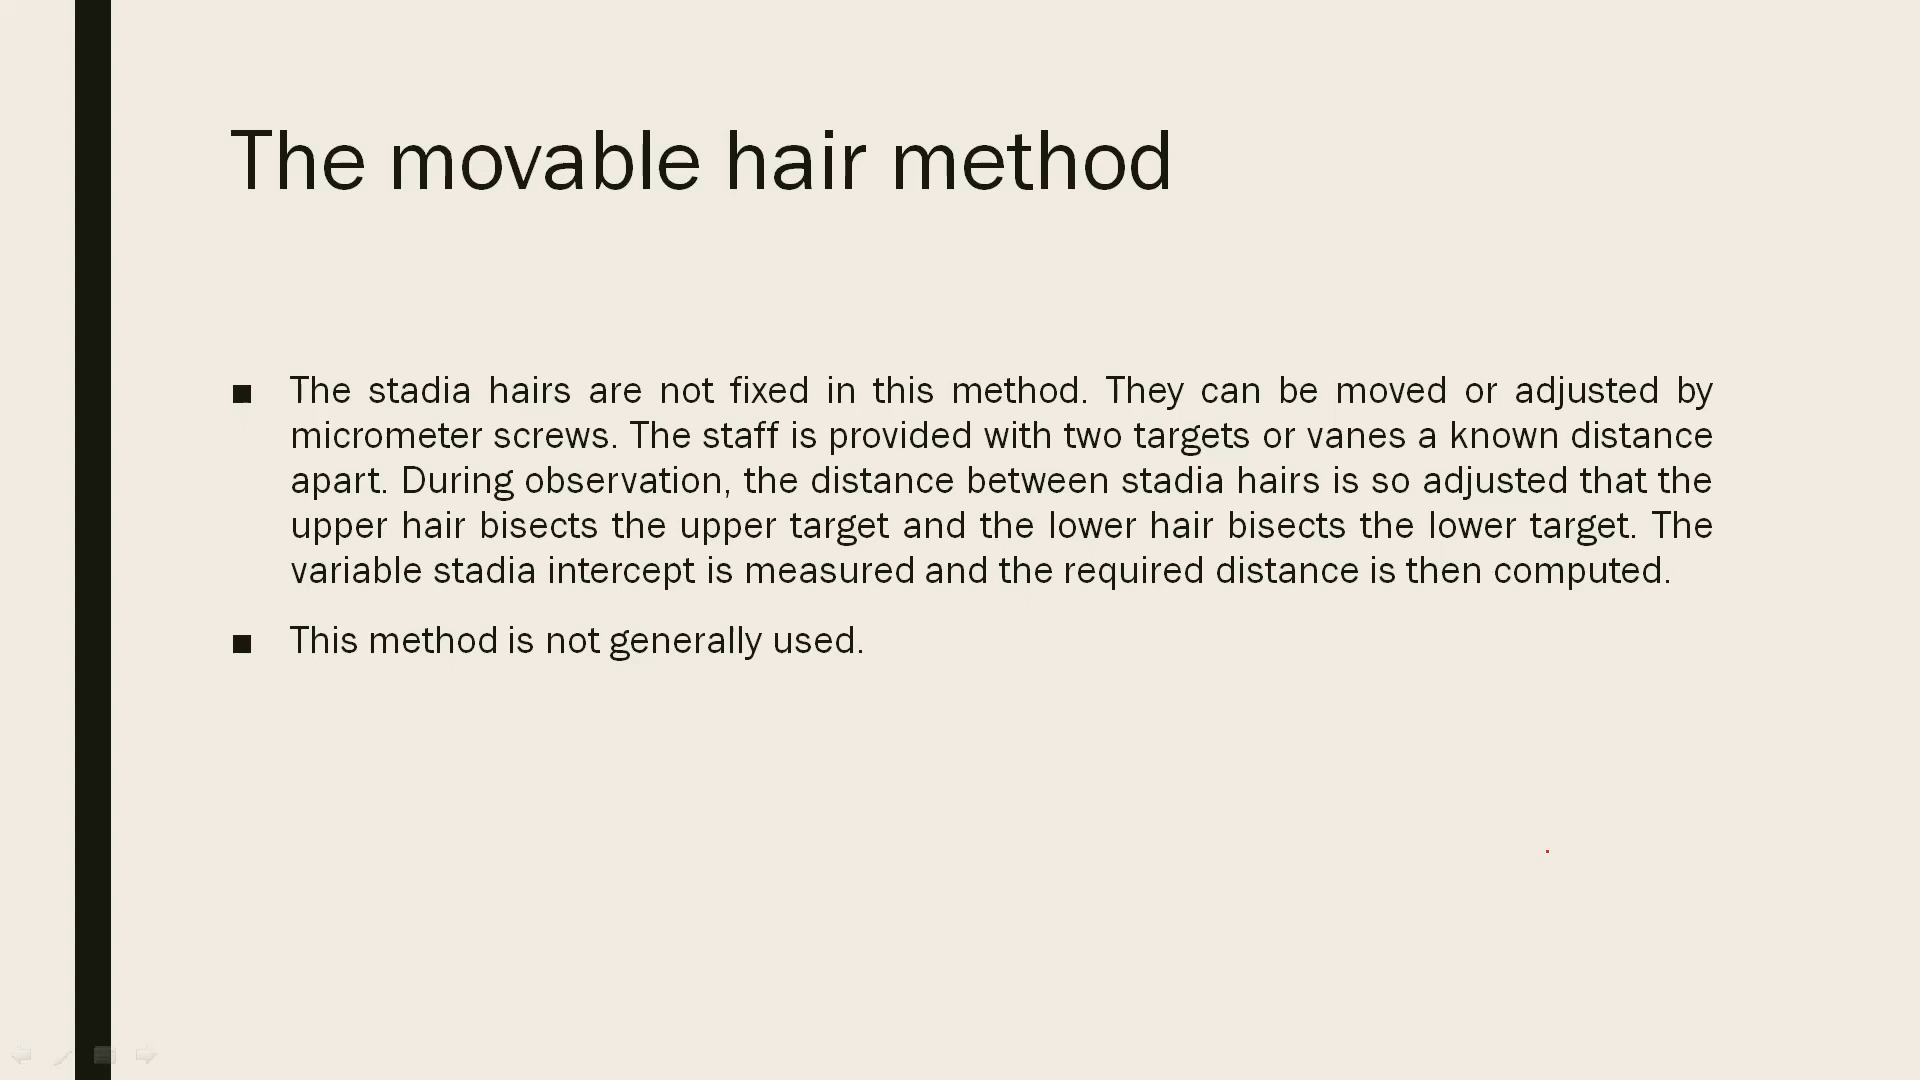 The movable hair method
■ The stadia hairs are not fixed in this method. They can be moved or adjusted by
micrometer screws. The staff is provided with two targets or vanes a known distance
apart. During observation, the distance between stadia hairs is so adjusted that the
upper hair bisects the upper target and the lower hair bisects the lower target. The
variable stadia intercept is measured and the required distance is then computed.
■ This method is not generally used.